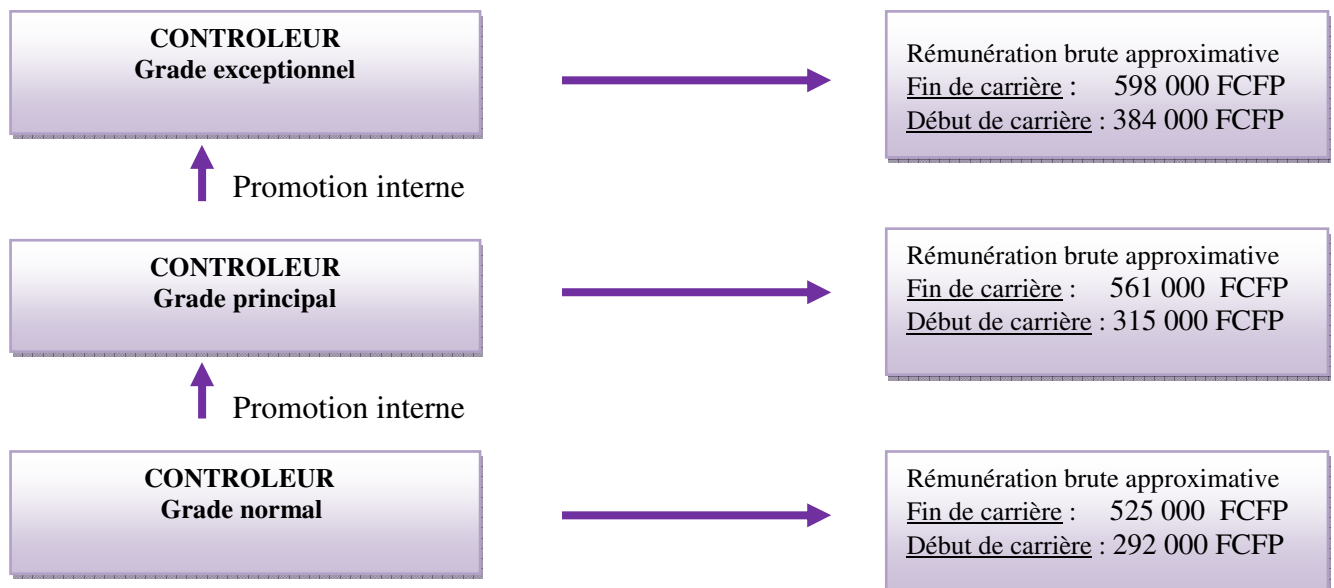 CONTROLEUR
Grade exceptionnel
Rémunération brute approximative
Fin de carrière : 598 000 FCFP
Début de carrière : 384 000 FCFP
Promotion interne
CONTROLEUR
Grade principal
Rémunération brute approximative
Fin de carrière : 561 000 FCFP
Début de carrière : 315 000 FCFP
Promotion interne
CONTROLEUR
Grade normal
Rémunération brute approximative
Fin de carrière : 525 000 FCFP
Début de carrière : 292 000 FCFP